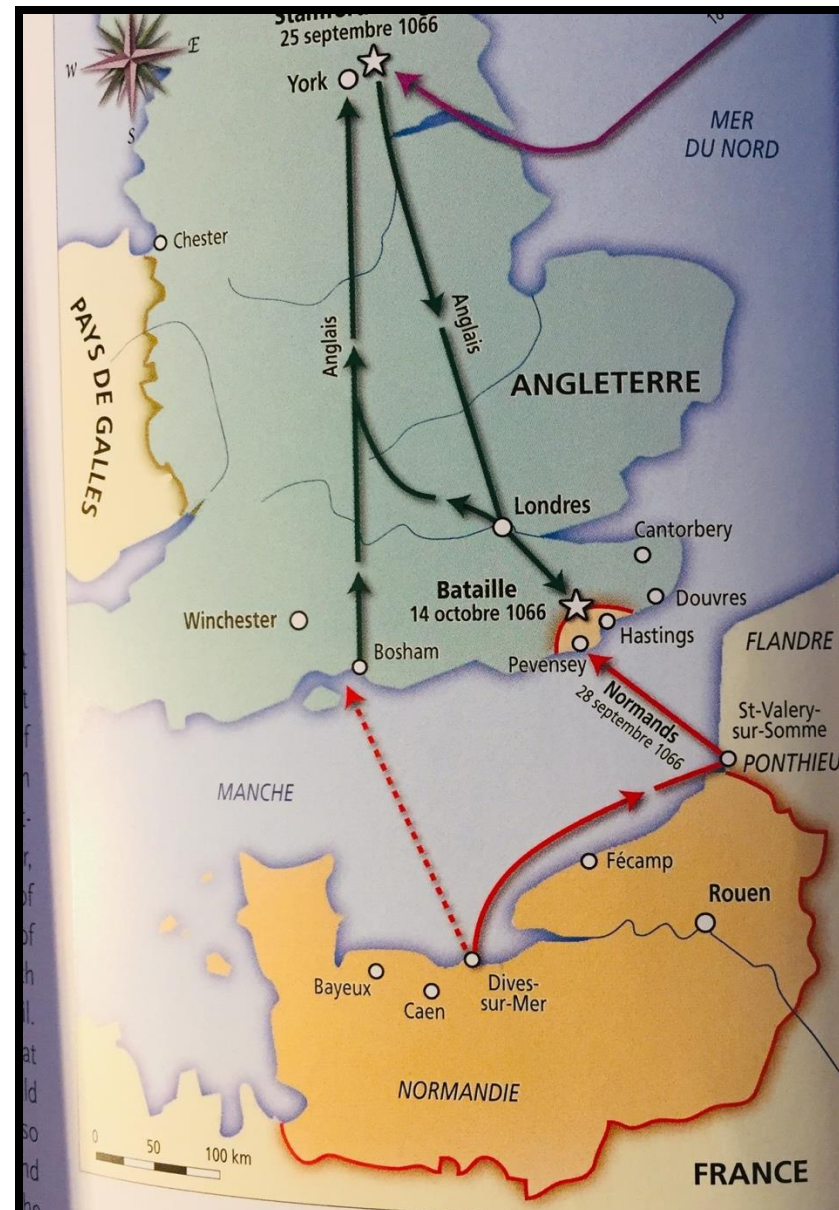 25 septembre 1066
E
W
S
York
MER
DU NORD
Chester
PAYS DE GALLES
Anglais
Anglais
ANGLETERRE
Londres
Cantorbery
Bataille
14 octobre 1066
Douvres
Winchester
Hastings
Bosham
Pevensey
FLANDRE
Normands
28 septembre 1066
St-Valery-
sur-Somme
PONTHIEU
MANCHE
Fécamp
Rouen
Bayeux
Caen
Dives-
sur-Mer
NORMANDIE
0 50 100 km
FRANCE